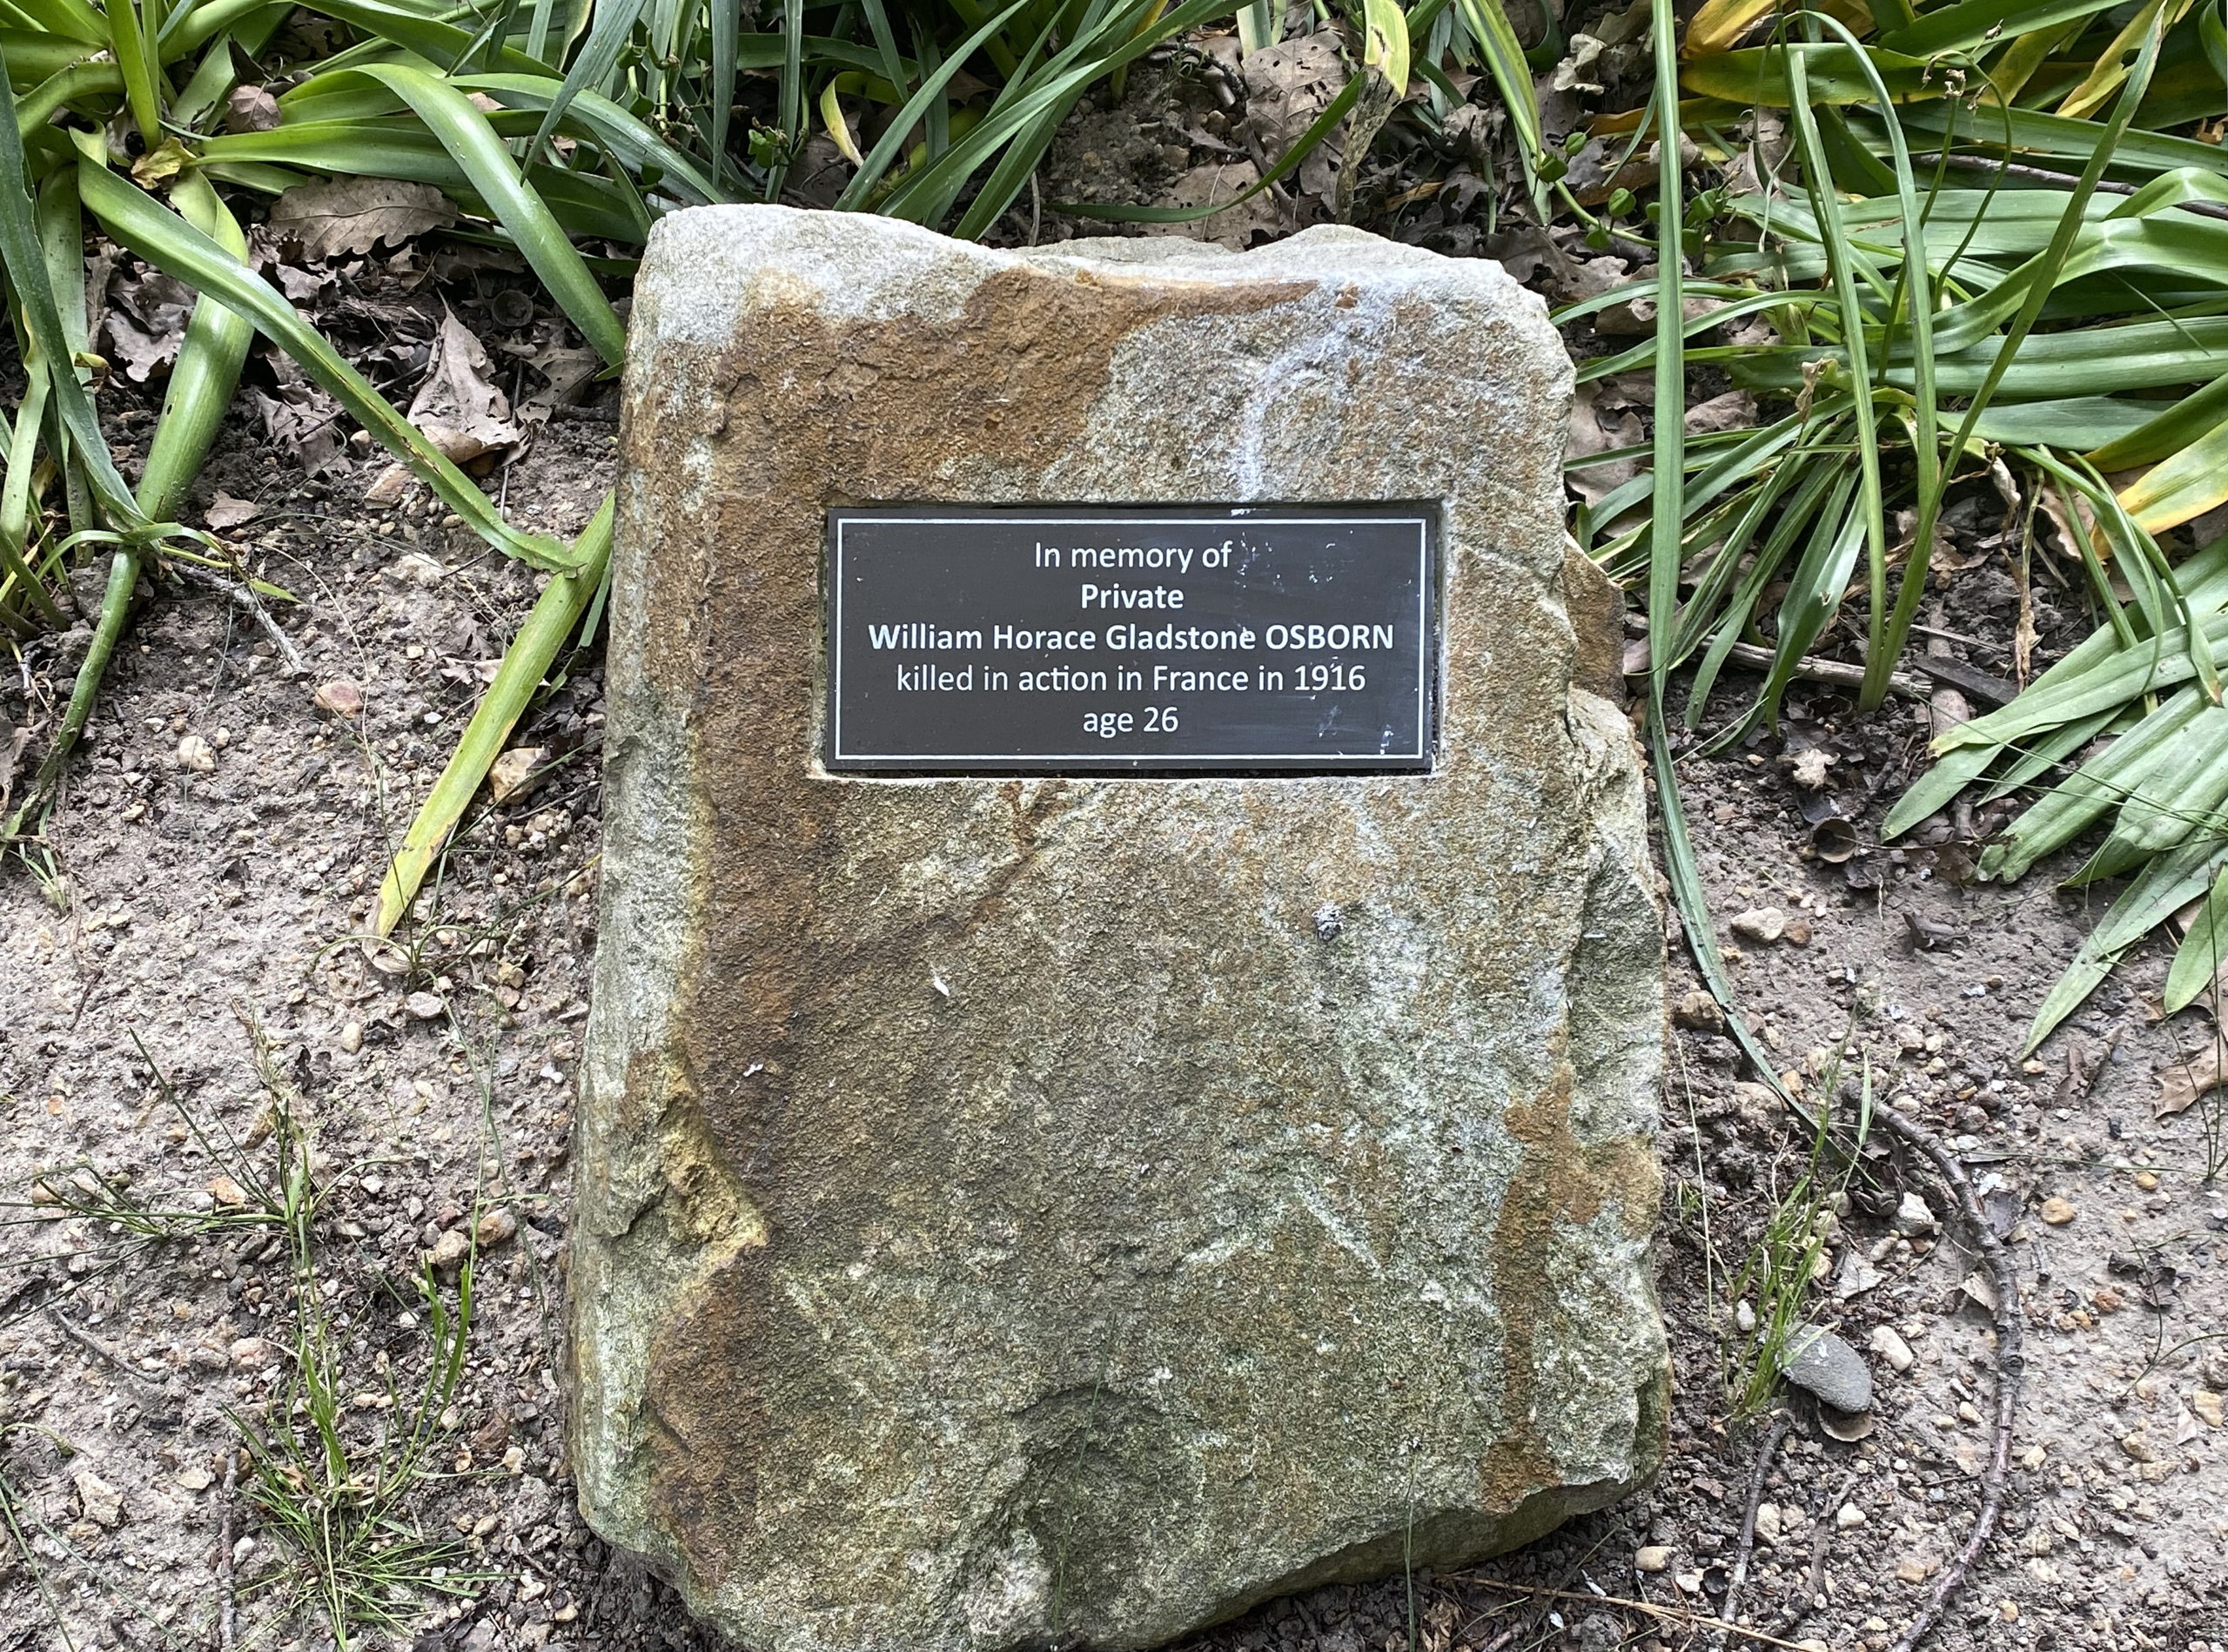 In memory of
Private
William Horace Gladstone OSBORN
killed in action in France in 1916
age 26